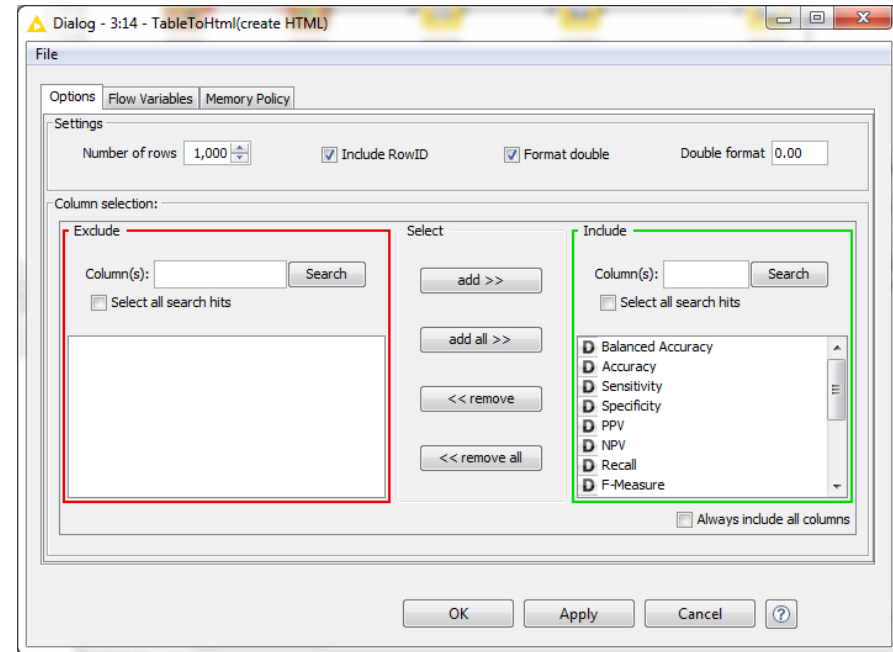 Dialog - 3:14 - TableToHtml(create HTML)
File
Options Flow Variables Memory Policy
Settings
Number of rows 1,000 Include RowID Format double Double format 0.00
Column selection:
Exclude Select Include
Column(s): Search add >> Column(s): Search
Select all search hits Select all search hits
add all >>
Balanced Accuracy
D Accuracy
D Sensitivity
<< remove
D Specificity
D PPV
D NPV
<< remove all
D Recall
D F-Measure
Always include all columns
OK Apply Cancel ?